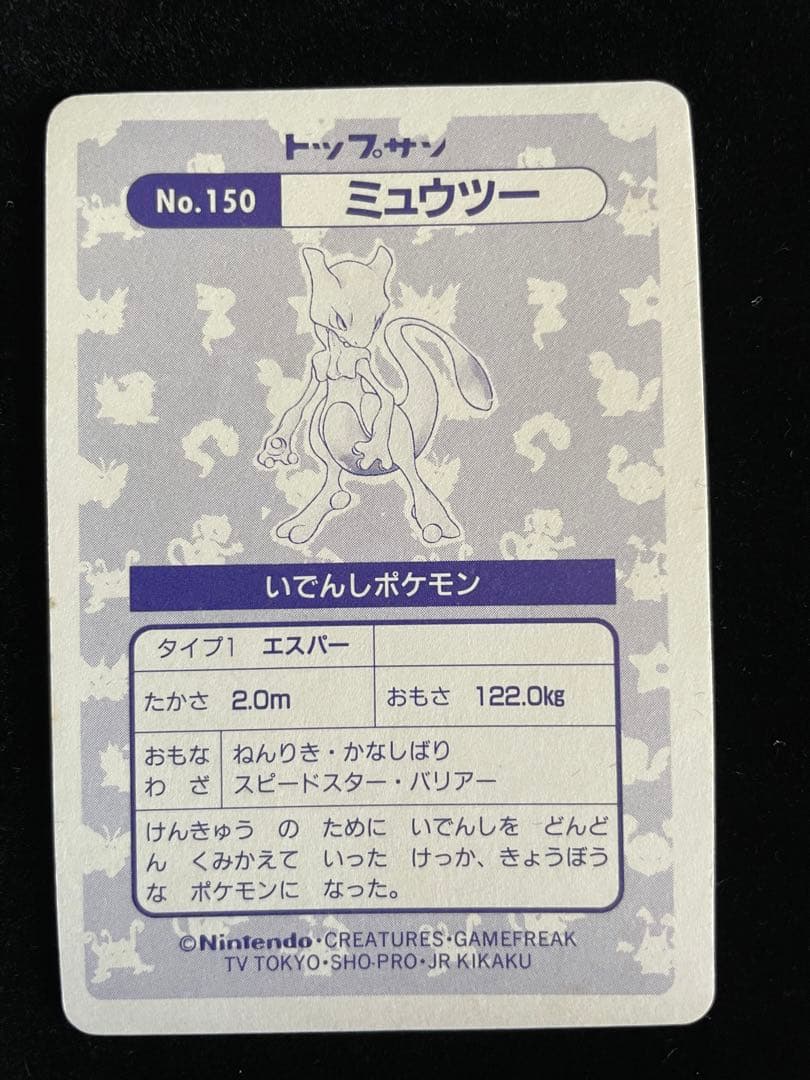 トップサン
No.150 ミュウツー
いでんしポケモン
タイプ1 エスパー
たかさ 2.0m おもさ 122.0kg
おもな ねんりき・かなしばり
わ ざ スピードスター・バリアー
けんきゅう の ために いでんしを どんど
ん くみかえて いった けっか、きょうぼう
な ポケモンに なった。
©Nintendo・CREATURES・GAMEFREAK
TV TOKYO・SHO-PRO・JR KIKAKU